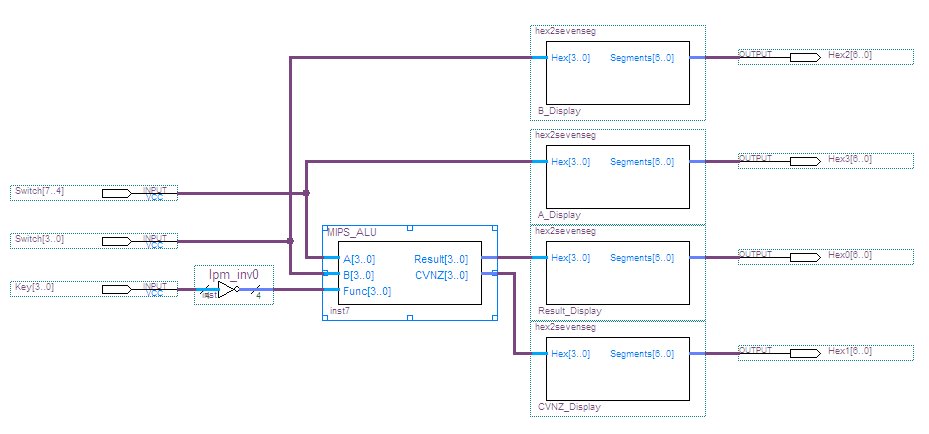 hex2sevenseg
Hex[3..0] Segments[6..0]
B_Display
OUTPUT Hex2[6..0]
hex2sevenseg
Hex[3..0] Segments[6..0]
A_Display
OUTPUT Hex3[6..0]
Switch[7..4] INPUT
VCC
Switch[3..0] INPUT
VCC
Key[3..0] INPUT
VCC
lpm_inv0
4 inst 4
MIPS_ALU
A[3..0] Result[3..0]
B[3..0] CVNZ[3..0]
Func[3..0]
inst7
hex2sevenseg
Hex[3..0] Segments[6..0]
Result_Display
OUTPUT Hex0[6..0]
hex2sevenseg
Hex[3..0] Segments[6..0]
CVNZ_Display
OUTPUT Hex1[6..0]